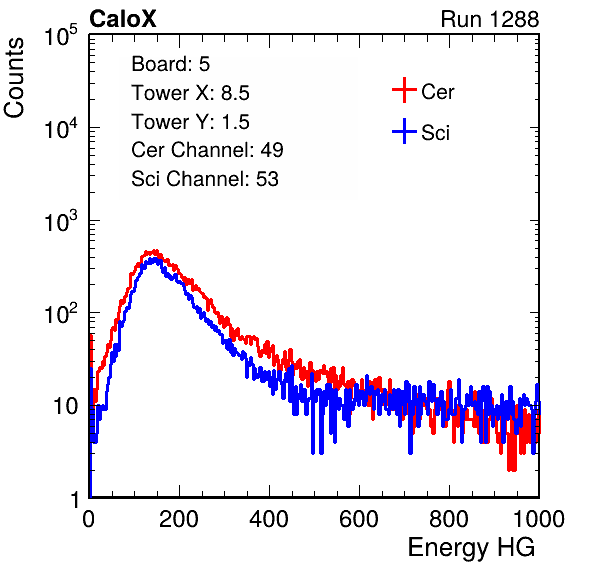 CaloX Run 1288
Counts
10^5
10^4
10^3
10^2
10
1
Board: 5
Tower X: 8.5
Tower Y: 1.5
Cer Channel: 49
Sci Channel: 53
Cer
Sci
0 200 400 600 800 1000
Energy HG